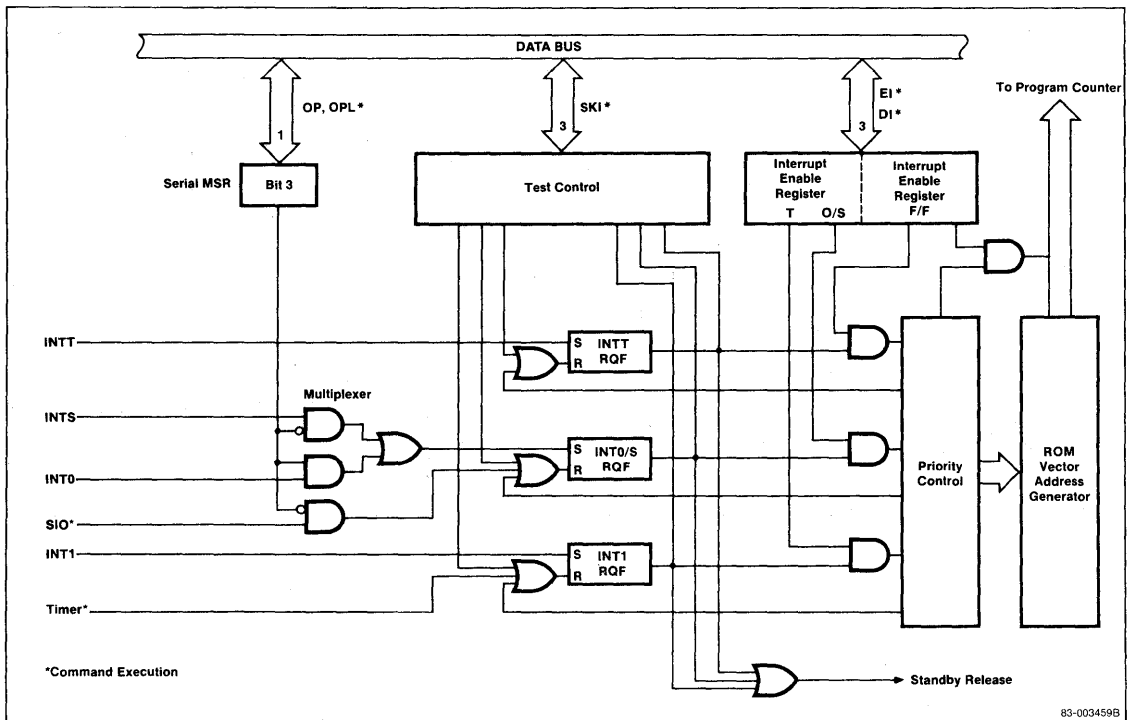 DATA BUS
OP, OPL*
1
SKI*
3
EI*
DI*
3
To Program Counter
Serial MSR
Bit 3
Test Control
Interrupt
Enable
Register
T O/S
Interrupt
Enable
Register
F/F
INTT
S
R
INTT
RQF
Multiplexer
INTS
INT0
SIO*
S
R
INT0/S
RQF
INT1
Timer*
S
R
INT1
RQF
Priority
Control
ROM
Vector
Address
Generator
*Command Execution
Standby Release
83-003459B